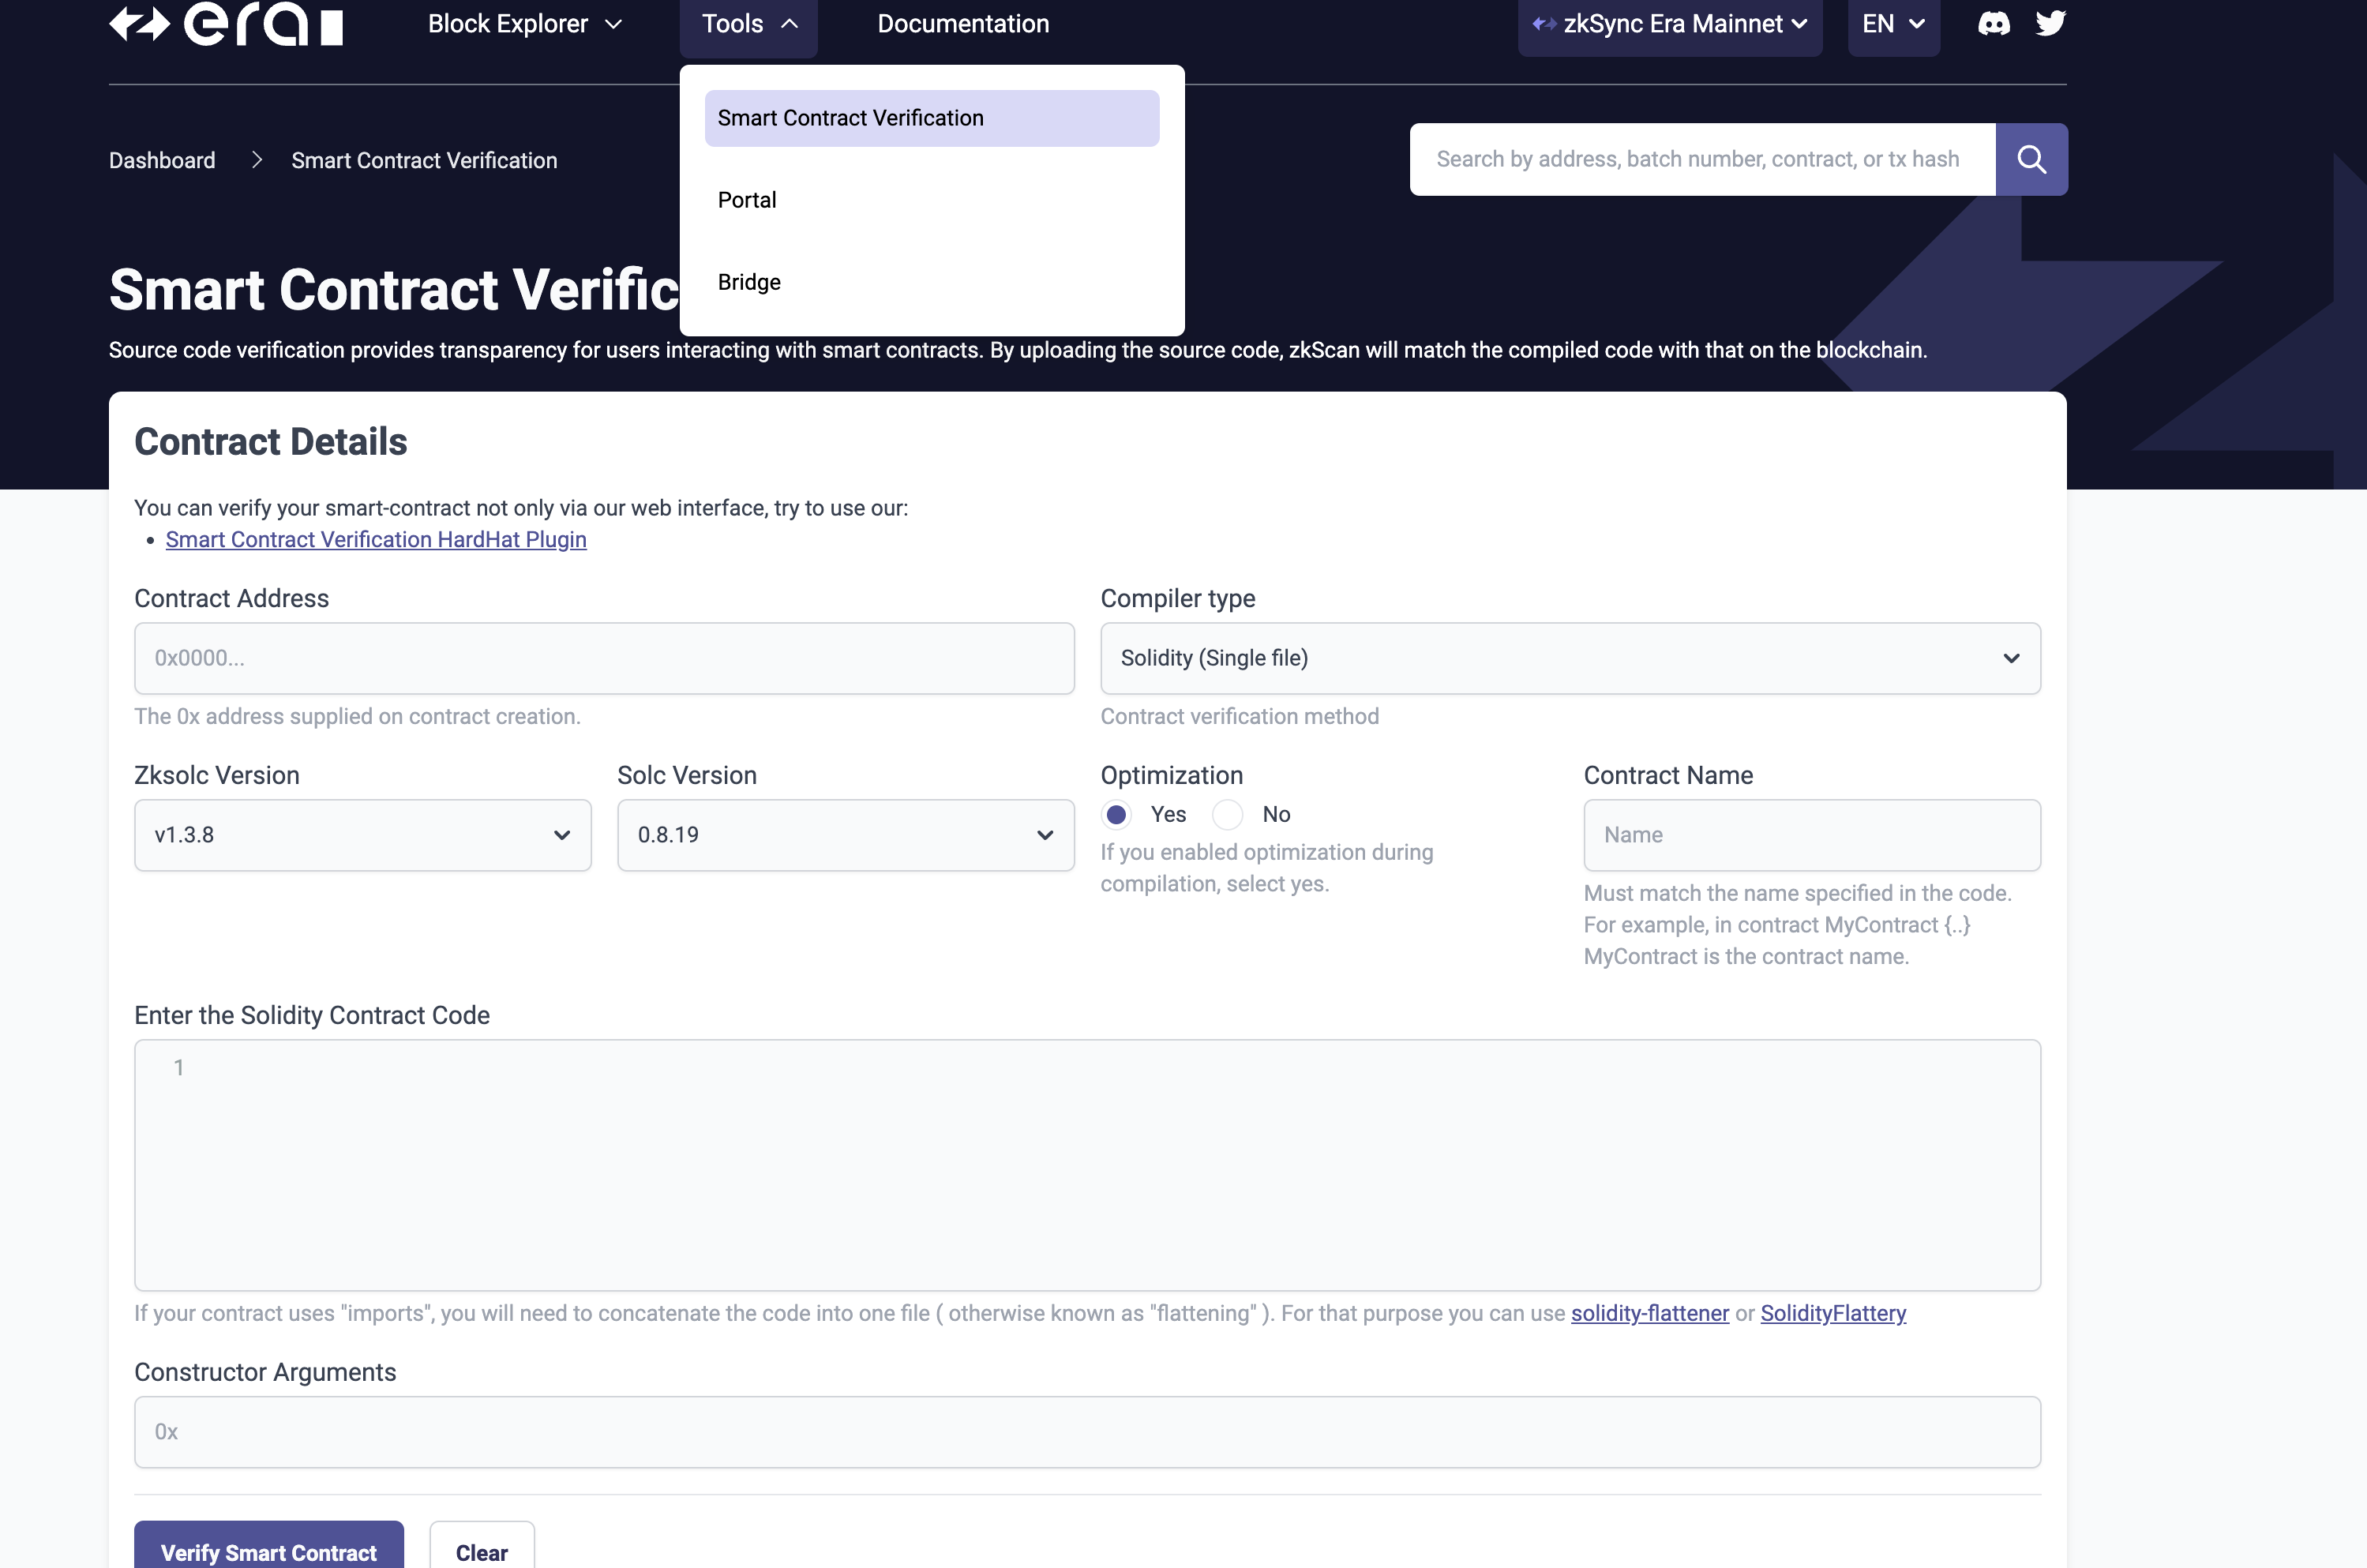 era
Block Explorer
Tools
Documentation
zkSync Era Mainnet
EN
Smart Contract Verification
Portal
Bridge
Dashboard
Smart Contract Verification
Search by address, batch number, contract, or tx hash
Smart Contract Verific
Source code verification provides transparency for users interacting with smart contracts. By uploading the source code, zkScan will match the compiled code with that on the blockchain.
Contract Details
You can verify your smart-contract not only via our web interface, try to use our:
• Smart Contract Verification HardHat Plugin
Contract Address
0x0000...
The 0x address supplied on contract creation.
Compiler type
Solidity (Single file)
Contract verification method
Zksolc Version
v1.3.8
Solc Version
0.8.19
Optimization
Yes
No
If you enabled optimization during
compilation, select yes.
Contract Name
Name
Must match the name specified in the code.
For example, in contract MyContract {..}
MyContract is the contract name.
Enter the Solidity Contract Code
1
If your contract uses "imports", you will need to concatenate the code into one file ( otherwise known as "flattening" ). For that purpose you can use solidity-flattener or SolidityFlattery
Constructor Arguments
0x
Verify Smart Contract
Clear